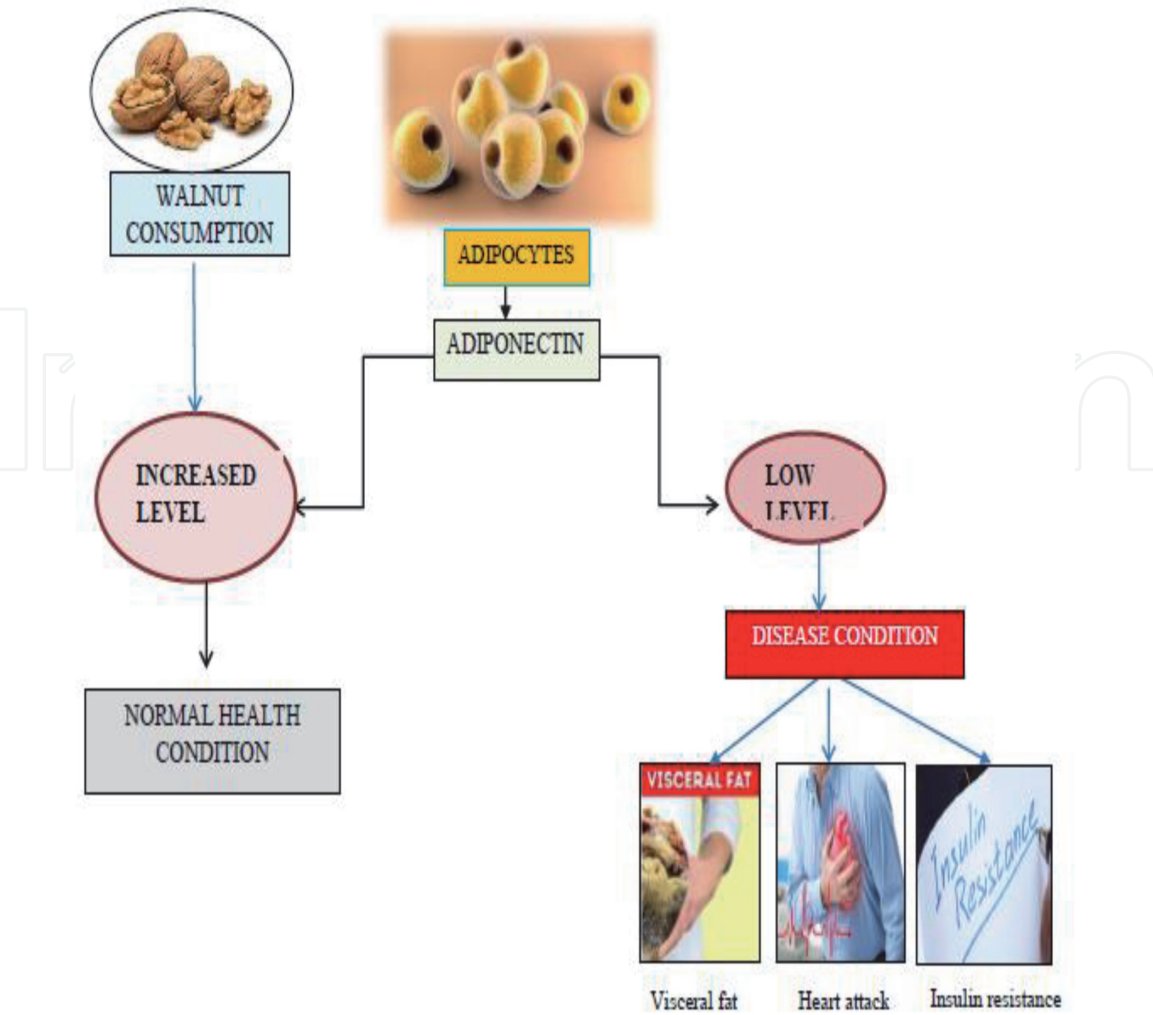 WALNUT
CONSUMPTION
ADIPOCYTES
ADIPONECTIN
INCREASED
LEVEL
LOW
LEVEL
DISEASE CONDITION
NORMAL HEALTH
CONDITION
VISCERAL FAT
Insulin
Resistance
Visceral fat
Heart attack
Insulin resistance